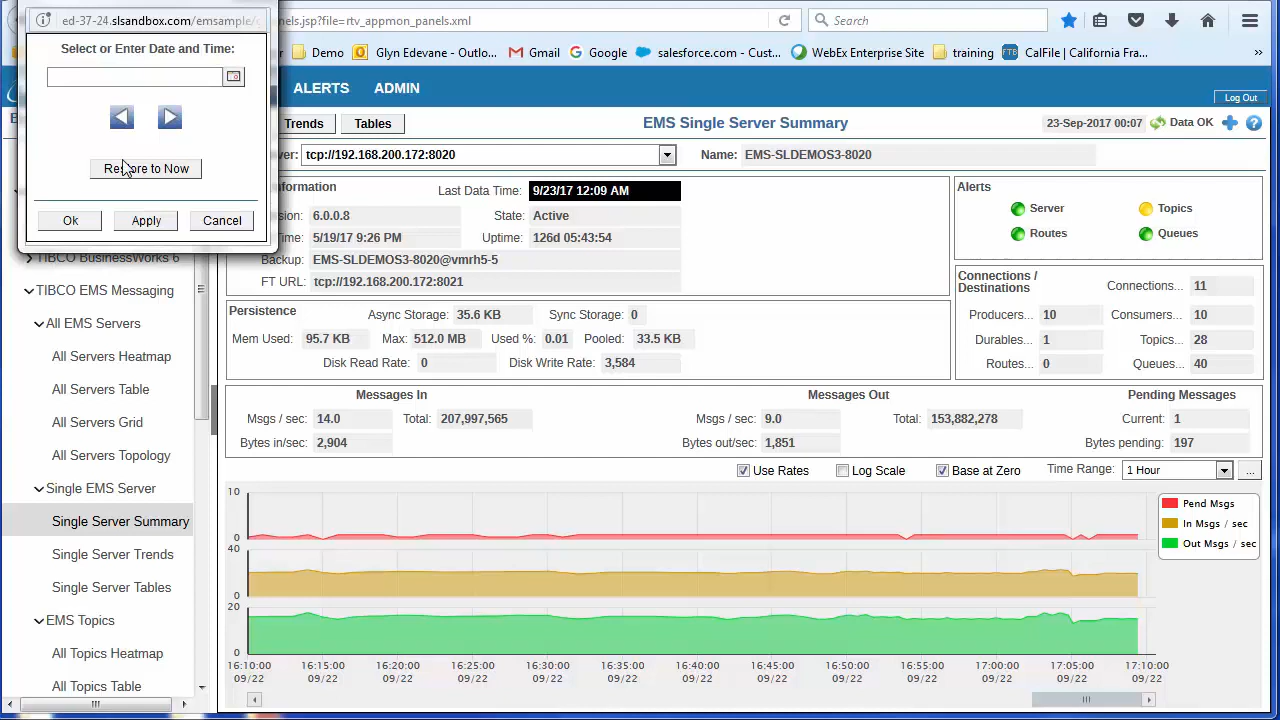 ed-37-24.slsandbox.com/emsample/
Select or Enter Date and Time:
Restore to Now
Ok Apply Cancel
nels.jsp?file=rtv_appmon_panels.xml
Search
Demo Glyn Edevane - Outlo... Gmail Google salesforce.com - Cust... WebEx Enterprise Site training FTB CalFile | California Fra... »
ALERTS ADMIN
Log Out
Trends Tables EMS Single Server Summary 23-Sep-2017 00:07 Data OK
tcp://192.168.200.172:8020 Name: EMS-SLDEMOS3-8020
Last Data Time: 9/23/17 12:09 AM
6.0.0.8 State: Active
5/19/17 9:26 PM Uptime: 126d 05:43:54
Backup: EMS-SLDEMOS3-8020@vmrh5-5
FT URL: tcp://192.168.200.172:8021
Alerts
Server Topics
Routes Queues
Persistence Async Storage: 35.6 KB Sync Storage: 0
Mem Used: 95.7 KB Max: 512.0 MB Used %: 0.01 Pooled: 33.5 KB
Disk Read Rate: 0 Disk Write Rate: 3,584
Connections /
Destinations
Connections... 11
Producers... 10 Consumers... 10
Durables... 1 Topics... 28
Routes... 0 Queues... 40
Messages In Messages Out Pending Messages
Msgs / sec: 14.0 Total: 207,997,565 Msgs / sec: 9.0 Total: 153,882,278 Current: 1
Bytes in/sec: 2,904 Bytes out/sec: 1,851 Bytes pending: 197
Use Rates Log Scale Base at Zero Time Range: 1 Hour ...
10
0
40
0
20
0
Pend Msgs
In Msgs / sec
Out Msgs / sec
16:10:00 16:15:00 16:20:00 16:25:00 16:30:00 16:35:00 16:40:00 16:45:00 16:50:00 16:55:00 17:00:00 17:05:00 17:10:00
09/22 09/22 09/22 09/22 09/22 09/22 09/22 09/22 09/22 09/22 09/22 09/22 09/22
TIBCO BusinessWorks 6
TIBCO EMS Messaging
All EMS Servers
All Servers Heatmap
All Servers Table
All Servers Grid
All Servers Topology
Single EMS Server
Single Server Summary
Single Server Trends
Single Server Tables
EMS Topics
All Topics Heatmap
All Topics Table